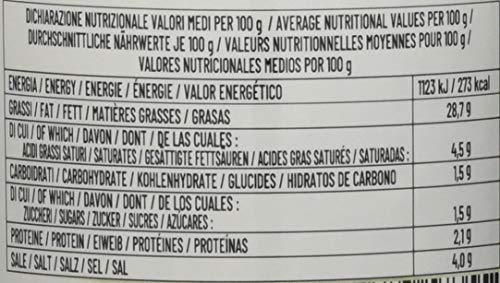 DICHIARAZIONE NUTRIZIONALE VALORI MEDI PER 100 g / AVERAGE NUTRITIONAL VALUES PER 100 g /
DURCHSCHNITTLICHE NÄHRWERTE JE 100 g / VALEURS NUTRITIONNELLES MOYENNES POUR 100 g /
VALORES NUTRICIONALES MEDIOS POR 100 g
ENERGIA / ENERGY / ENERGIE / ÉNERGIE / VALOR ENERGÉTICO 1123 kJ / 273 kcal
GRASSI / FAT / FETT / MATIÈRES GRASSES / GRASAS 28,7 g
DI CUI / OF WHICH / DAVON / DONT / DE LAS CUALES :
ACIDI GRASSI SATURI / SATURATES / GESÄTTIGTE FETTSÄUREN / ACIDES GRAS SATURÉS / SATURADAS : 4,5 g
CARBOIDRATI / CARBOHYDRATE / KOHLENHYDRATE / GLUCIDES / HIDRATOS DE CARBONO 1,5 g
DI CUI / OF WHICH / DAVON / DONT / DE LOS CUALES :
ZUCCHERI / SUGARS / ZUCKER / SUCRES / AZÚCARES : 1,5 g
PROTEINE / PROTEIN / EIWEIß / PROTÉINES / PROTEÍNAS 2,1 g
SALE / SALT / SALZ / SEL / SAL 4,0 g